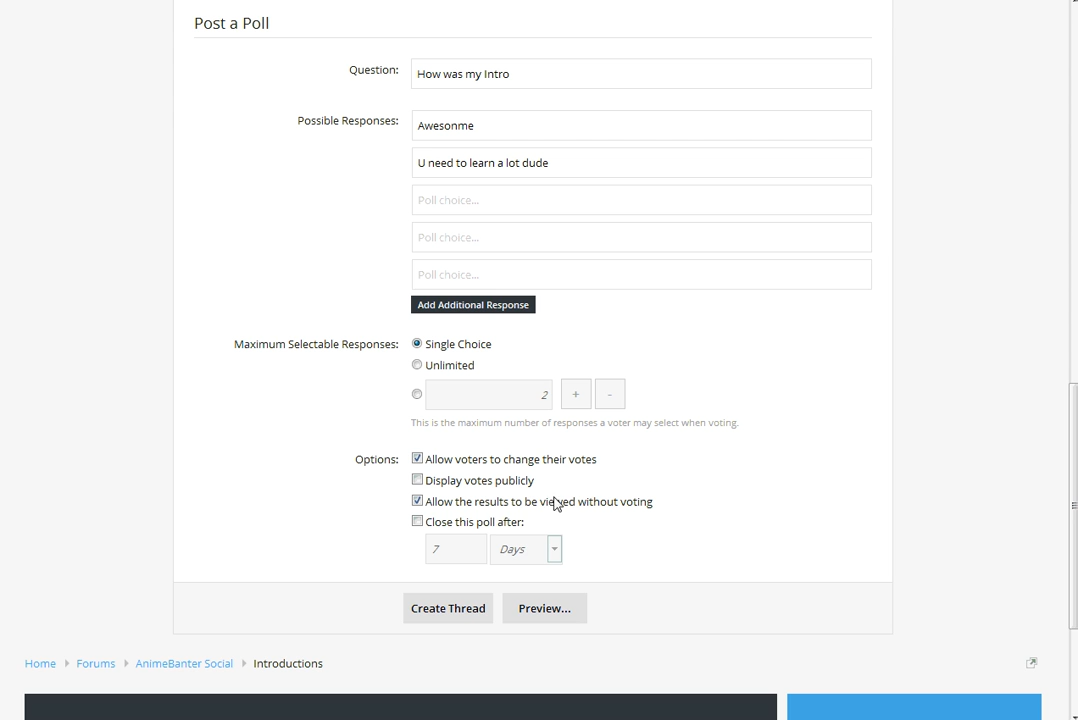 Post a Poll
Question:
How was my Intro
Possible Responses:
Awesonme
U need to learn a lot dude
Poll choice...
Poll choice...
Poll choice...
Add Additional Response
Maximum Selectable Responses:
Single Choice
Unlimited
2
+
-
This is the maximum number of responses a voter may select when voting.
Options:
Allow voters to change their votes
Display votes publicly
Allow the results to be viewed without voting
Close this poll after:
7
Days
Create Thread
Preview...
Home
Forums
AnimeBanter Social
Introductions